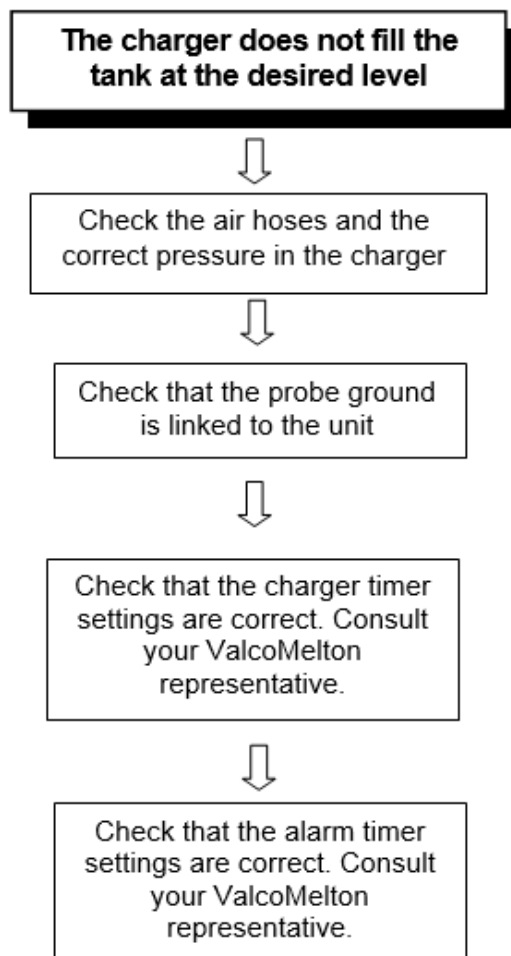 The charger does not fill the
tank at the desired level
Check the air hoses and the
correct pressure in the charger
Check that the probe ground
is linked to the unit
Check that the charger timer
settings are correct. Consult
your ValcoMelton
representative.
Check that the alarm timer
settings are correct. Consult
your ValcoMelton
representative.